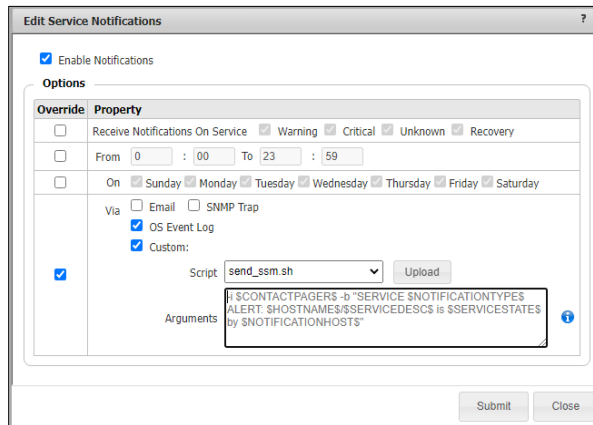 Edit Service Notifications ?
Enable Notifications
Options
Override Property
Receive Notifications On Service Warning Critical Unknown Recovery
From 0 : 00 To 23 : 59
On Sunday Monday Tuesday Wednesday Thursday Friday Saturday
Via Email SNMP Trap
OS Event Log
Custom:
Script send_ssm.sh Upload
Arguments
$CONTACTPAGER$ -b "SERVICE $NOTIFICATIONTYPE$
ALERT: $HOSTNAME$/$SERVICEDESC$ is $SERVICESTATE$
by $NOTIFICATIONHOST$"
Submit Close